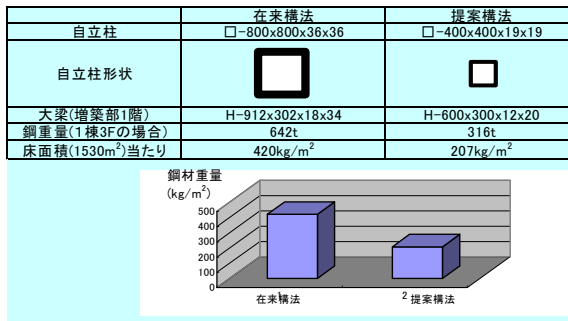 在来構法 提案構法
自立柱 □-800x800x36x36 □-400x400x19x19
自立柱形状
大梁(増築部1階) H-912x302x18x34 H-600x300x12x20
鋼重量(1棟3Fの場合) 642t 316t
床面積(1530m²)当たり 420kg/m² 207kg/m²
鋼材重量
(kg/m²)
500
400
300
200
100
0
1 在来構法 2 提案構法